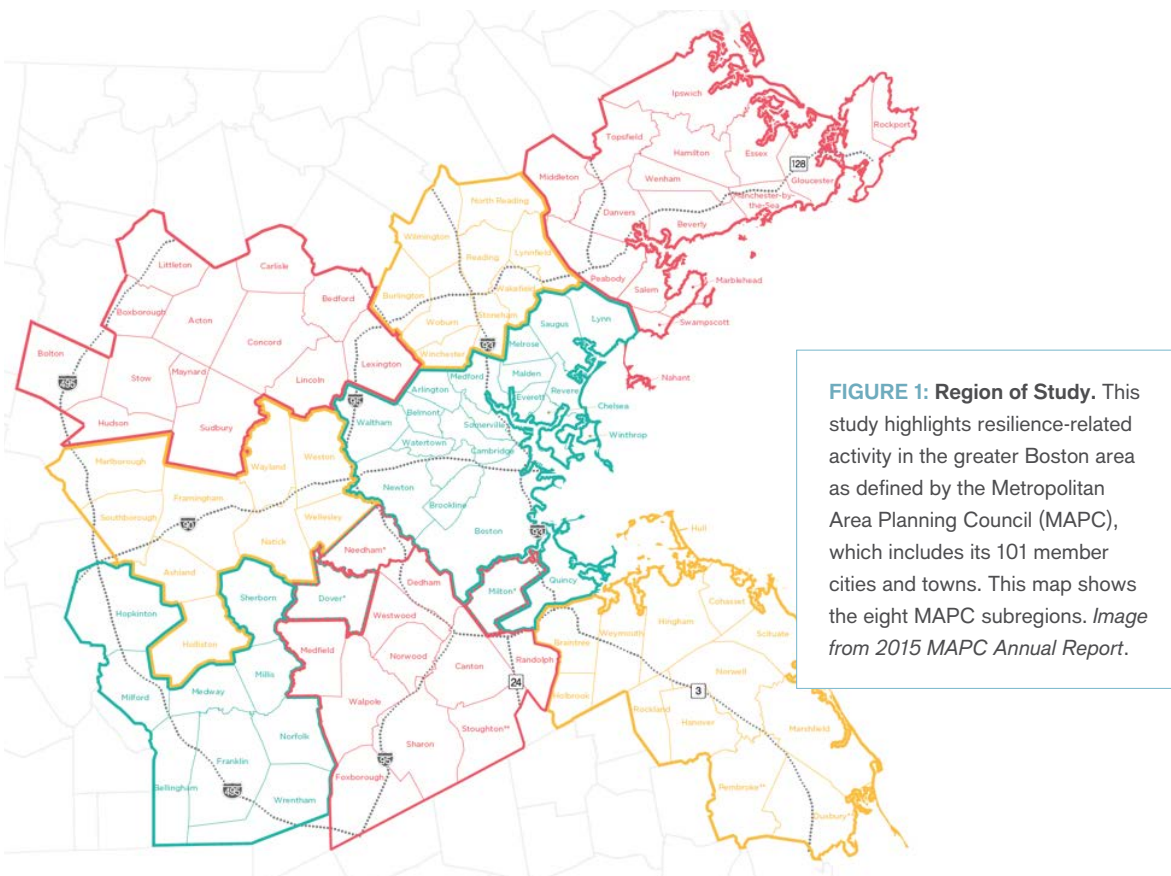 Ipswich
Rockport
Topsfield
Hamilton
Essex
128
Middleton
Wenham
Gloucester
Manchester-by-
the-Sea
North Reading
Danvers
Beverly
Wilmington
Reading
Lynnfield
Littleton
Carlisle
Peabody
Marblehead
Salem
Burlington
Wakefield
Bedford
Boxborough
Acton
Stoneham
Swampscott
Woburn
Saugus
Lynn
Concord
Winchester
93
Melrose
Bolton
Lexington
Nahant
Stow
Maynard
Lincoln
Medford
Malden
495
Arlington
Everett
Revere
95
Belmont
Chelsea
Hudson
Sudbury
Waltham
Somerville
Winthrop
Watertown
Cambridge
Marlborough
Weston
Wayland
Newton
Framingham
Brookline
Southborough
90
Wellesley
Boston
93
Hull
Natick
Needham*
Ashland
Dedham
Quincy
Hopkinton
Sherborn
Dover*
Milton*
Cohasset
Westwood
Hingham
Weymouth
Scituate
Braintree
Holliston
Medfield
Norwood
Randolph
Canton
Norwell
Millis
24
Milford
Medway
Holbrook
3
Walpole
Rockland
Hanover
Stoughton**
Marshfield
Norfolk
Sharon
Franklin
95
Foxborough
Bellingham
495
Pembroke**
Wrentham
Duxbury**
FIGURE 1: Region of Study. This
study highlights resilience-related
activity in the greater Boston area
as defined by the Metropolitan
Area Planning Council (MAPC),
which includes its 101 member
cities and towns. This map shows
the eight MAPC subregions. Image
from 2015 MAPC Annual Report.